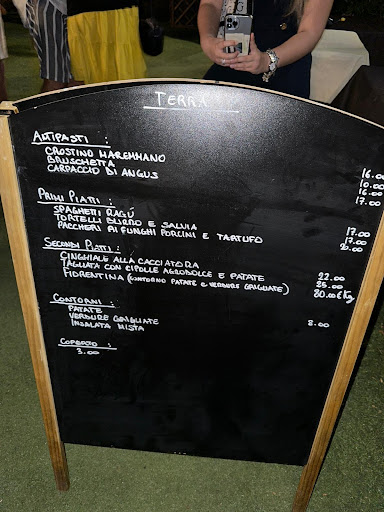 TERRA
ANTIPASTI :
CROSTINO MAREMMANO 16.00
BRUSCHETTA 10.00
CARPACCIO DI ANGUS 16.00
PRIMI PIATTI : 17.00
SPAGHETTI RAGÚ
TORTELLI BURRO E SALVIA 17.00
PACCHERI AI FUNGHI PORCINI E TARTUFO 17.00
20.00
SECONDI PIATTI :
CINGHIALE ALLA CACCIATORA 22.00
TAGLIATA CON CIPOLLE AGRODOLCE E PATATE 25.00
FIORENTINA (CONTORNO PATATE E VERDURE GRIGLIATE) 80.00 € Kg
CONTORNI :
PATATE
VERDURE GRIGLIATE 8.00
INSALATA MISTA
COPERTO :
3.00